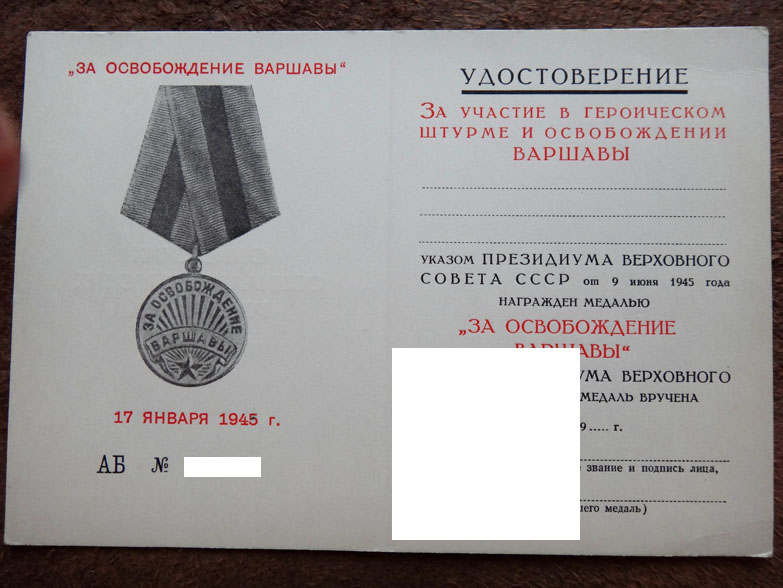 „ЗА ОСВОБОЖДЕНИЕ ВАРШАВЫ“
ЗА ОСВОБОЖДЕНИЕ
ВАРШАВЫ
17 ЯНВАРЯ 1945 г.
АБ №
УДОСТОВЕРЕНИЕ
ЗА УЧАСТИЕ В ГЕРОИЧЕСКОМ
ШТУРМЕ И ОСВОБОЖДЕНИИ
ВАРШАВЫ
УКАЗОМ ПРЕЗИДИУМА ВЕРХОВНОГО
СОВЕТА СССР от 9 июня 1945 года
НАГРАЖДЕН МЕДАЛЬЮ
„ЗА ОСВОБОЖДЕНИЕ
ВАРШАВЫ“
ВЕРХОВНОГО
МЕДАЛЬ ВРУЧЕНА
9..... г.
звание и подпись лица,
медаль)